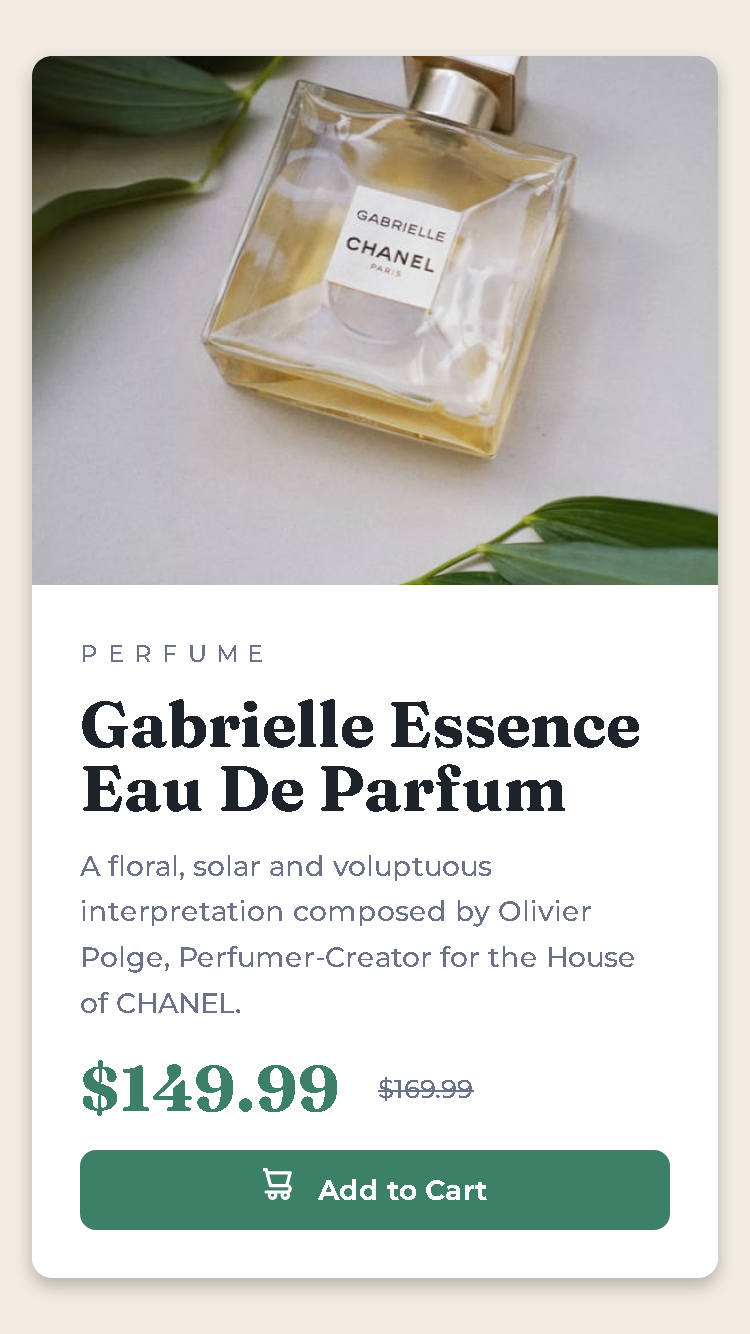 GABRIELLE
CHANEL
PARIS
PERFUME
Gabrielle Essence
Eau De Parfum
A floral, solar and voluptuous
interpretation composed by Olivier
Polge, Perfumer-Creator for the House
of CHANEL.
$149.99 $169.99
Add to Cart